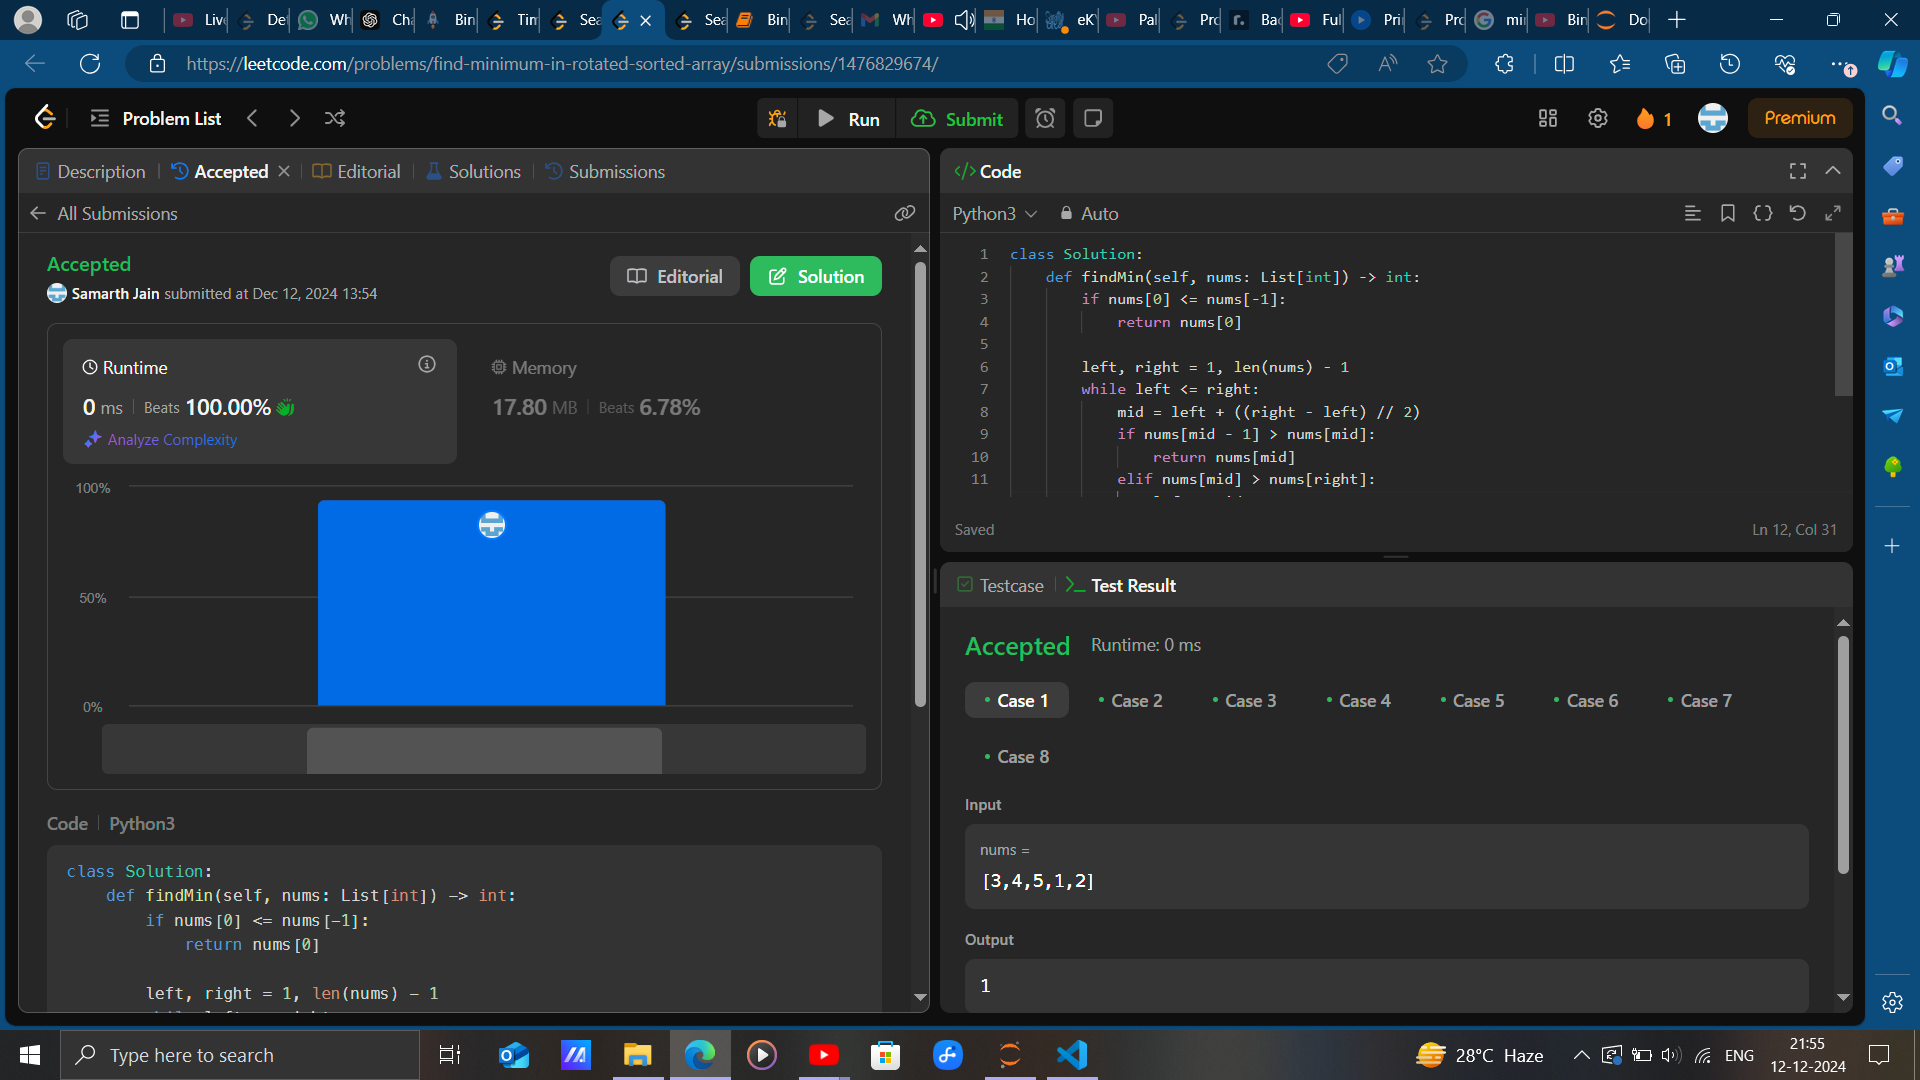 Live
Det
Wh
Cha
Bin
Tim
Sea
Sea
Bin
Sea
Wh
Ho
eKY
Pal
Pro
Bac
Ful
Pri
Pro
min
Bin
Do
https://leetcode.com/problems/find-minimum-in-rotated-sorted-array/submissions/1476829674/
Problem List
Run
Submit
1
Premium
Description
Accepted
Editorial
Solutions
Submissions
All Submissions
Accepted
Samarth Jain submitted at Dec 12, 2024 13:54
Editorial
Solution
Runtime
0 ms
Beats 100.00%
Analyze Complexity
Memory
17.80 MB
Beats 6.78%
100%
50%
0%
Code
Python3
class Solution:
def findMin(self, nums: List[int]) -> int:
if nums[0] <= nums[-1]:
return nums[0]
left, right = 1, len(nums) - 1
</> Code
Python3
Auto
1 class Solution:
2 def findMin(self, nums: List[int]) -> int:
3 if nums[0] <= nums[-1]:
4 return nums[0]
5
6 left, right = 1, len(nums) - 1
7 while left <= right:
8 mid = left + ((right - left) // 2)
9 if nums[mid - 1] > nums[mid]:
10 return nums[mid]
11 elif nums[mid] > nums[right]:
Saved
Ln 12, Col 31
Testcase
Test Result
Accepted
Runtime: 0 ms
Case 1
Case 2
Case 3
Case 4
Case 5
Case 6
Case 7
Case 8
Input
nums =
[3,4,5,1,2]
Output
1
Type here to search
28°C Haze
ENG
21:55
12-12-2024